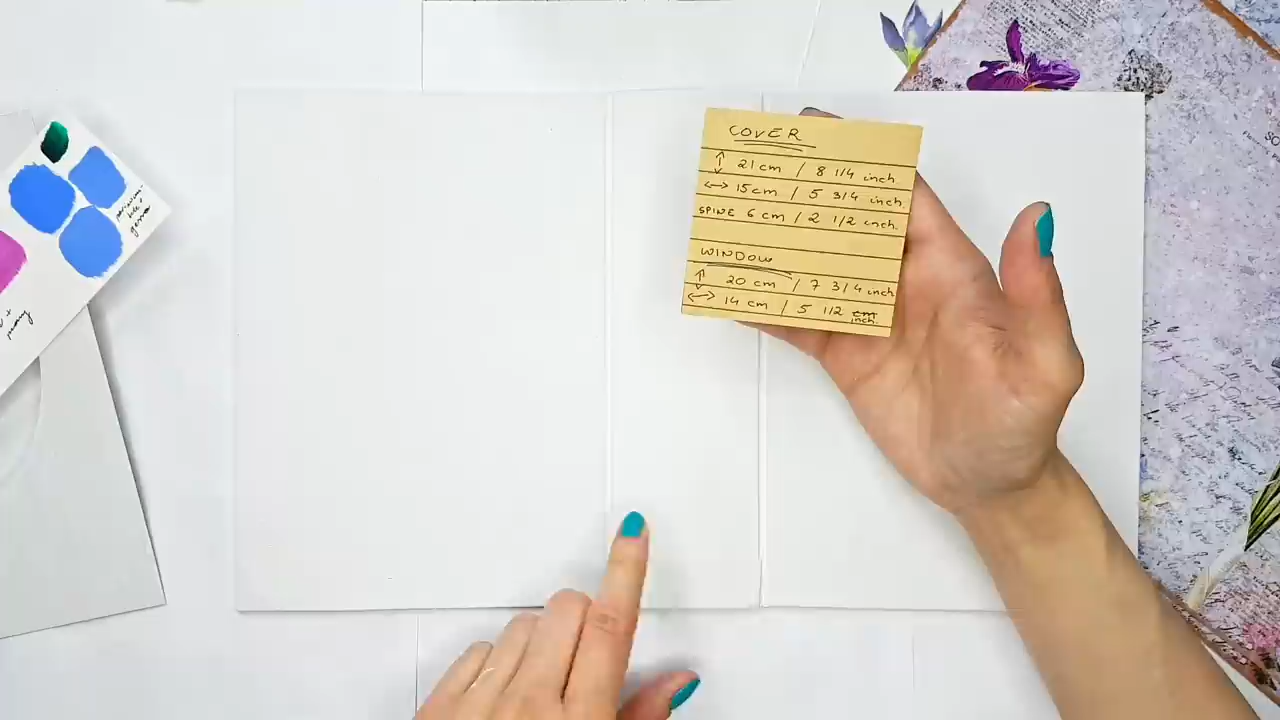 COVER
↕ 21 cm / 8 1/4 inch.
↔ 15 cm / 5 3/4 inch.
SPINE 6 cm / 2 1/2 inch.
WINDOW
↕ 20 cm / 7 3/4 inch
↔ 14 cm / 5 1/2 cm inch.